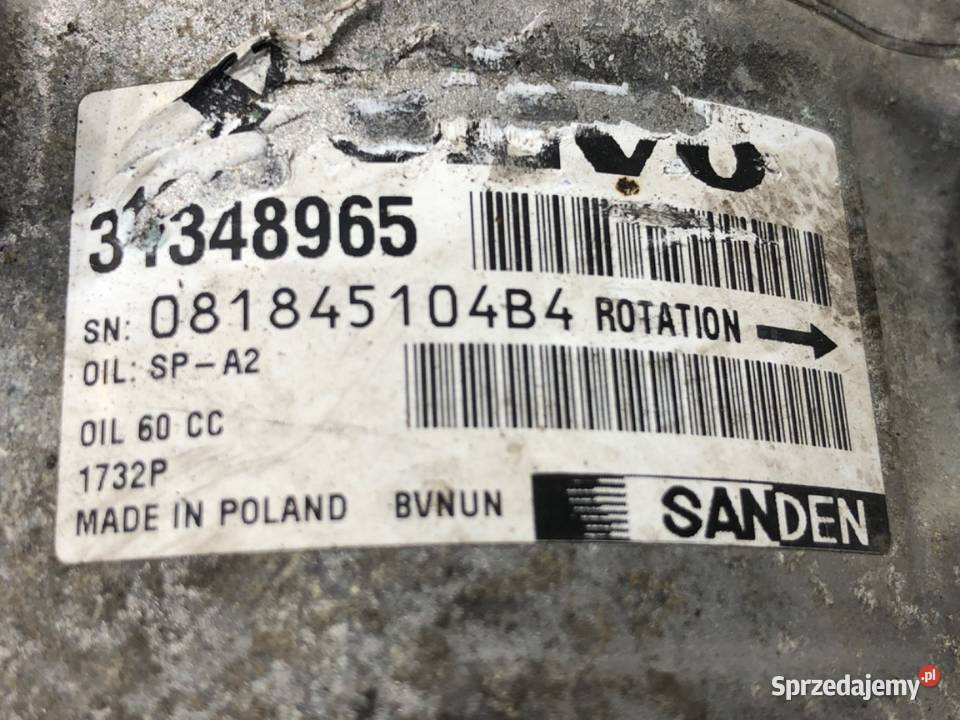 31348965
SN: 081845104B4 ROTATION
OIL: SP-A2
OIL 60 CC
1732P
MADE IN POLAND BVNUN
SANDEN
Sprzedajemy.pl